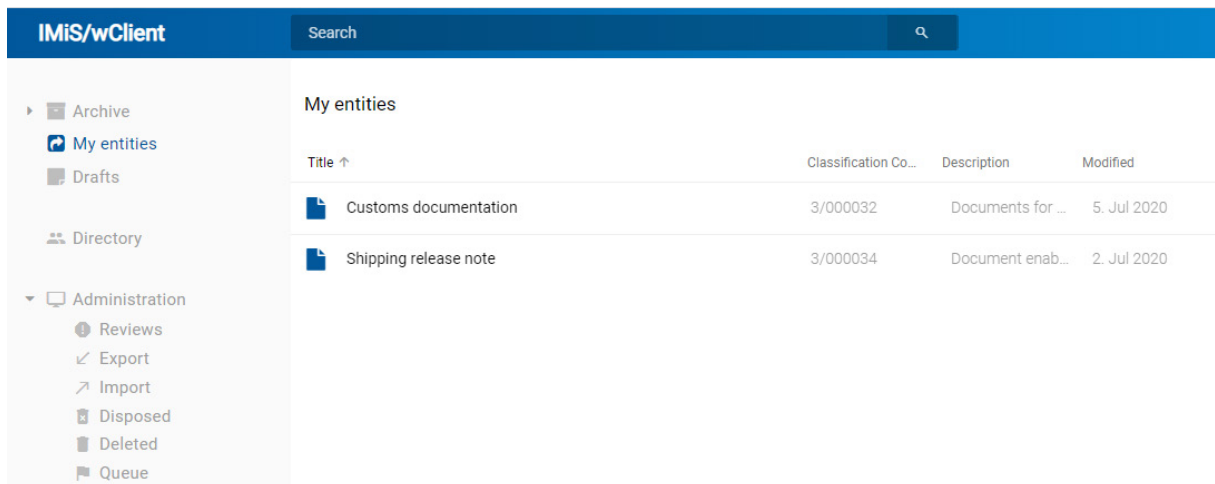 IMiS/wClient
Search
Archive
My entities
Drafts
Directory
Administration
Reviews
Export
Import
Disposed
Deleted
Queue
My entities
Title Classification Co... Description Modified
Customs documentation 3/000032 Documents for ... 5. Jul 2020
Shipping release note 3/000034 Document enab... 2. Jul 2020